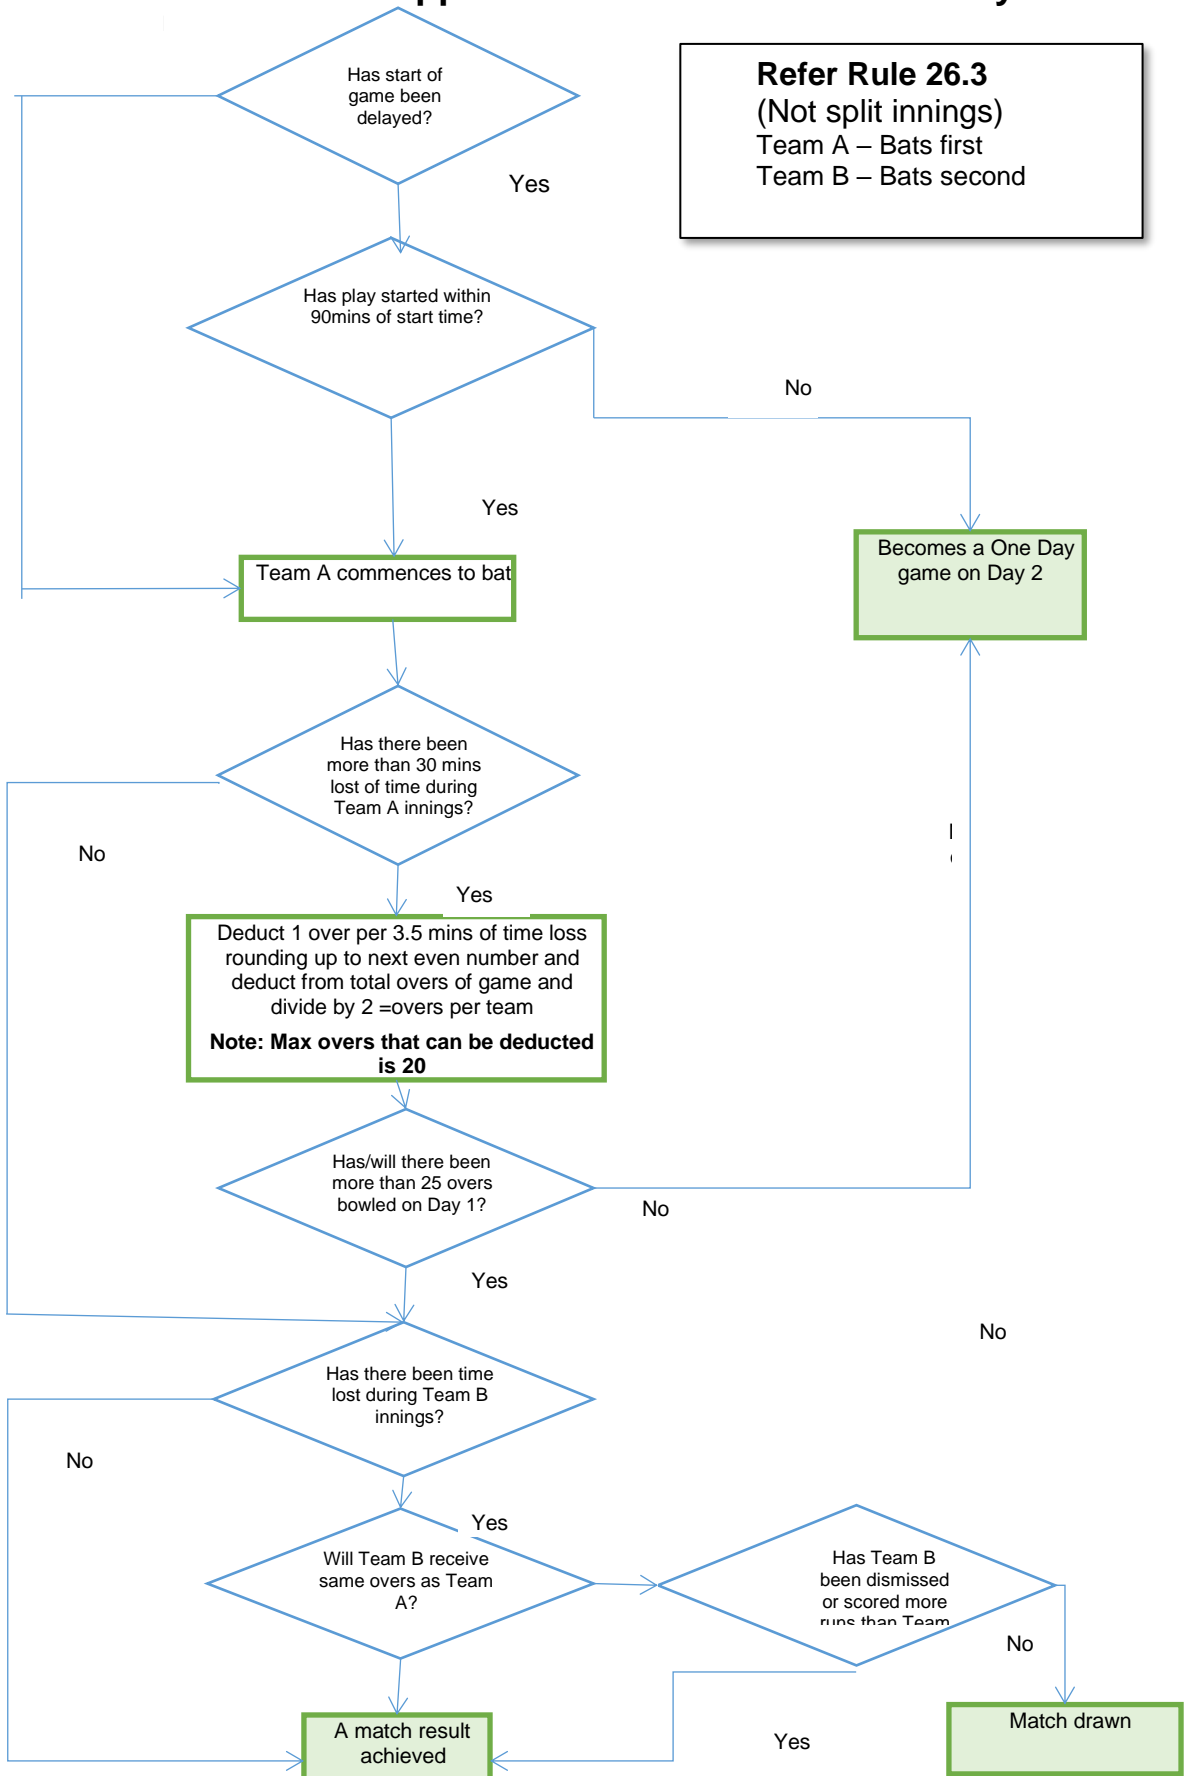 Has start of
game been
delayed?
Refer Rule 26.3
(Not split innings)
Team A – Bats first
Team B – Bats second
Yes
Has play started within
90mins of start time?
No
Yes
Team A commences to bat
Becomes a One Day
game on Day 2
Has there been
more than 30 mins
lost of time during
Team A innings?
No
Yes
Deduct 1 over per 3.5 mins of time loss
rounding up to next even number and
deduct from total overs of game and
divide by 2 =overs per team
Note: Max overs that can be deducted
is 20
Has/will there been
more than 25 overs
bowled on Day 1?
No
Yes
No
Has there been time
lost during Team B
innings?
No
Yes
Will Team B receive
same overs as Team
A?
Has Team B
been dismissed
or scored more
runs than Team
No
A match result
achieved
Yes
Match drawn